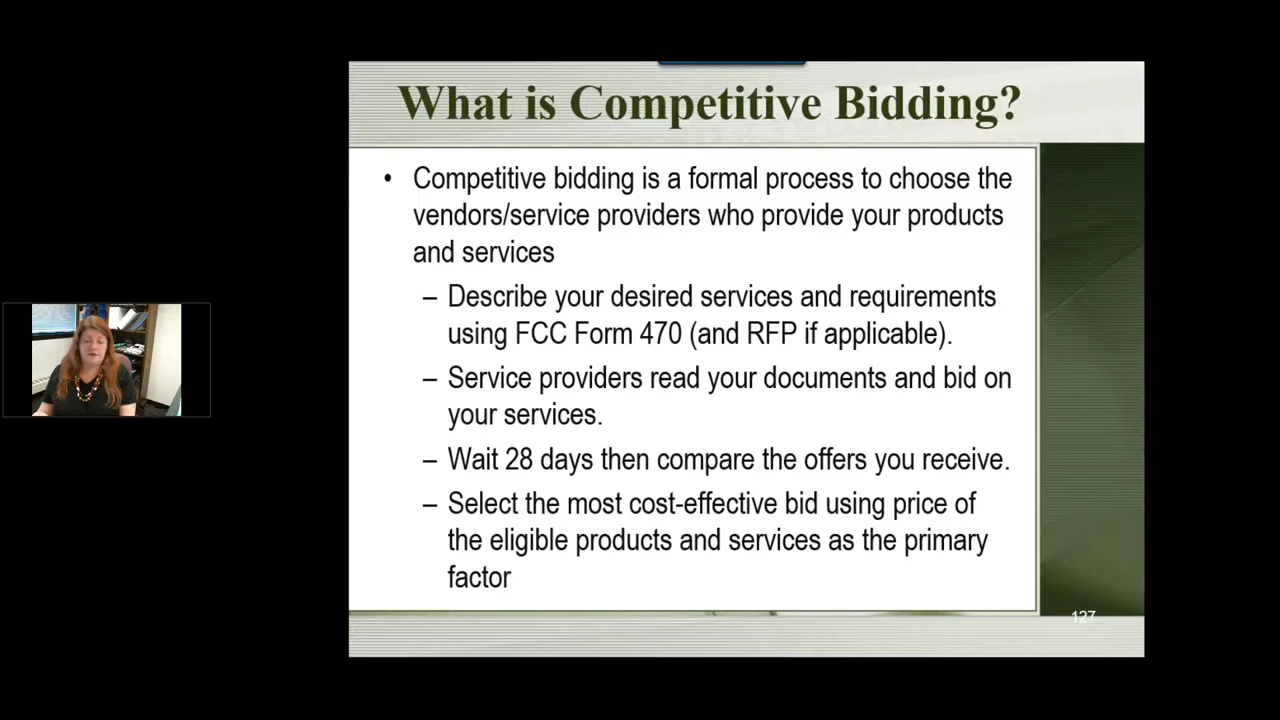 What is Competitive Bidding?
• Competitive bidding is a formal process to choose the
vendors/service providers who provide your products
and services
– Describe your desired services and requirements
using FCC Form 470 (and RFP if applicable).
– Service providers read your documents and bid on
your services.
– Wait 28 days then compare the offers you receive.
– Select the most cost-effective bid using price of
the eligible products and services as the primary
factor
127